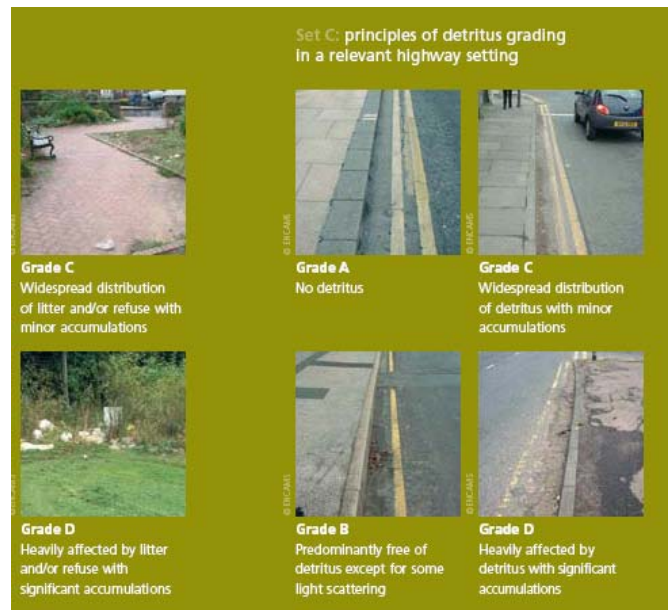 Set C: principles of detritus grading
in a relevant highway setting
© ENCAMS
Grade C
Widespread distribution
of litter and/or refuse with
minor accumulations
© ENCAMS
Grade D
Heavily affected by litter
and/or refuse with
significant accumulations
© ENCAMS
Grade A
No detritus
© ENCAMS
Grade C
Widespread distribution
of detritus with minor
accumulations
© ENCAMS
Grade B
Predominantly free of
detritus except for some
light scattering
© ENCAMS
Grade D
Heavily affected by
detritus with significant
accumulations